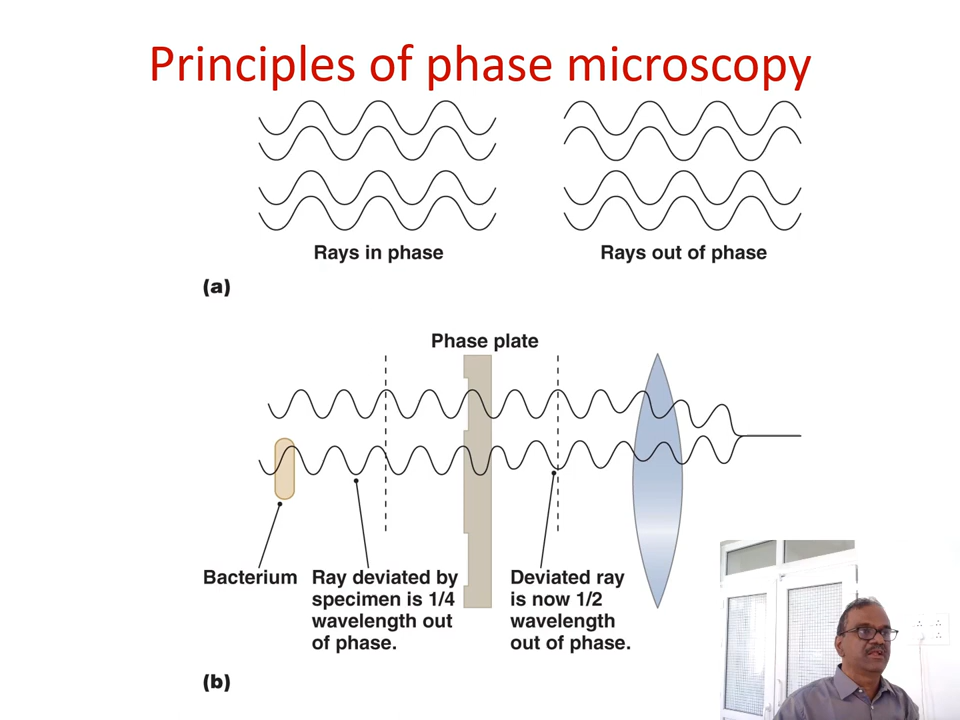 Principles of phase microscopy
Rays in phase
Rays out of phase
(a)
Phase plate
Bacterium
Ray deviated by
specimen is 1/4
wavelength out
of phase.
Deviated ray
is now 1/2
wavelength
out of phase.
(b)